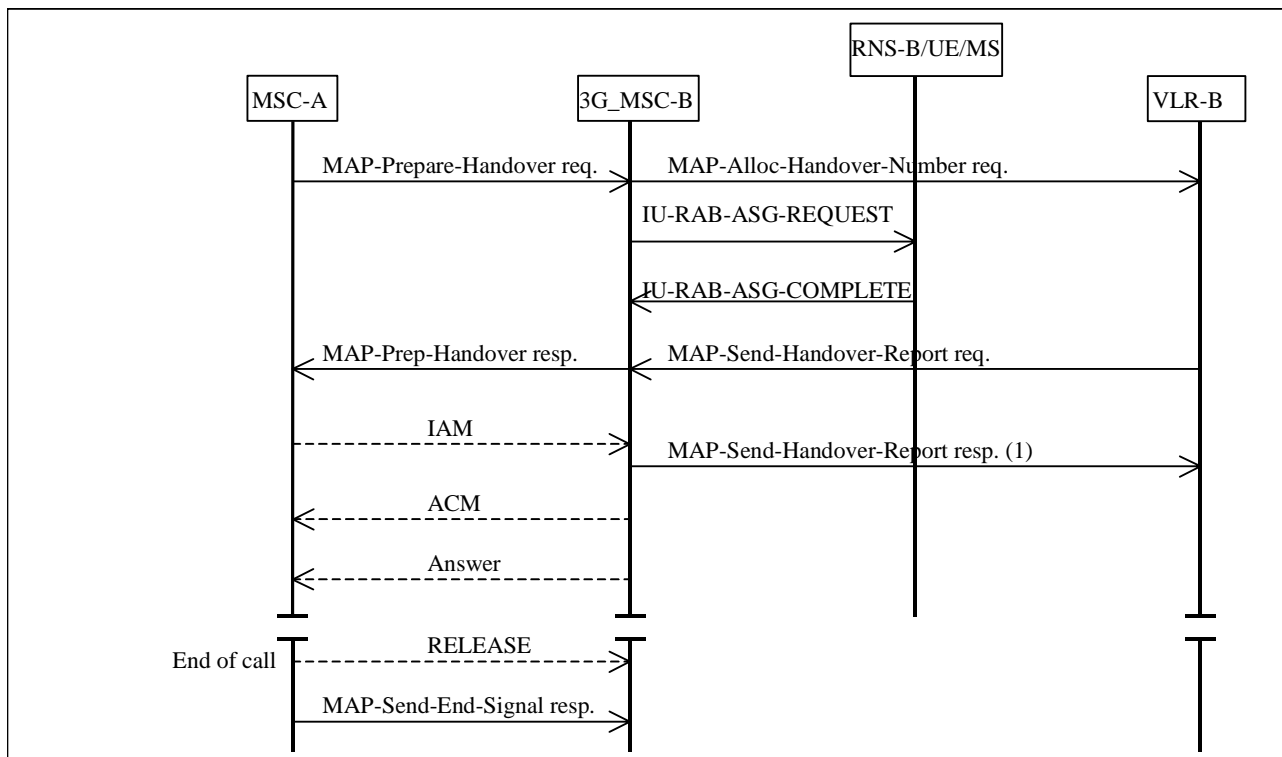 RNS-B/UE/MS
MSC-A
3G_MSC-B
VLR-B
MAP-Prepare-Handover req.
MAP-Alloc-Handover-Number req.
IU-RAB-ASG-REQUEST
IU-RAB-ASG-COMPLETE
MAP-Prep-Handover resp.
MAP-Send-Handover-Report req.
IAM
MAP-Send-Handover-Report resp. (1)
ACM
Answer
RELEASE
End of call
MAP-Send-End-Signal resp.